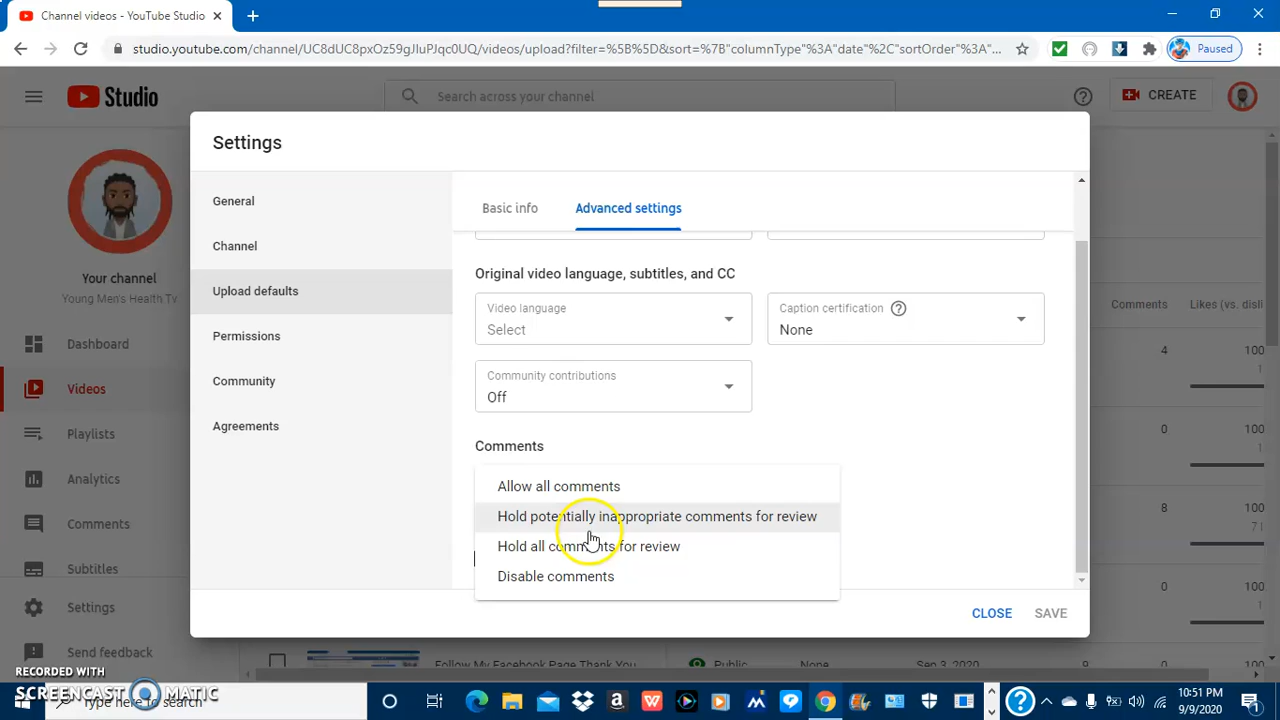 Channel videos - YouTube Studio
studio.youtube.com/channel/UC8dUC8pxOz59gJIuPJqc0UQ/videos/upload?filter=%5B%5D&sort=%7B"columnType"%3A"date"%2C"sortOrder"%3A...
Paused
Studio
Search across your channel
CREATE
Your channel
Young Men's Health Tv
Dashboard
Videos
Playlists
Analytics
Comments
Subtitles
Settings
Send feedback
Settings
General
Channel
Upload defaults
Permissions
Community
Agreements
Basic info
Advanced settings
Original video language, subtitles, and CC
Video language
Select
Caption certification
None
Community contributions
Off
Comments
Allow all comments
Hold potentially inappropriate comments for review
Hold all comments for review
Disable comments
CLOSE
SAVE
Comments
Likes (vs. disli
4
100
0
100
8
100
71
0
100
0
100
Follow My Facebook Page Thank You
Public
None
Sep 3, 2020
9
0
100
RECORDED WITH
SCREENCAST MATIC
Type here to search
10:51 PM
9/9/2020